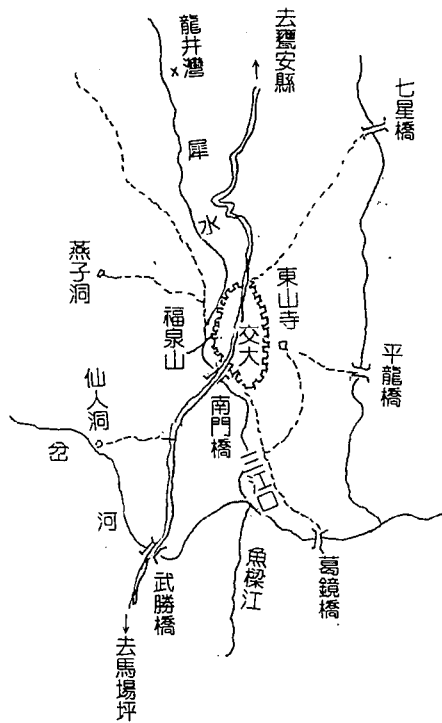 去甕安縣
龍井灣
犀
水
七星橋
燕子洞
福泉山
交大
東山寺
平龍橋
仙人洞
南門橋
三江口
岔
河
武勝橋
魚樑江
葛鏡橋
去馬場坪